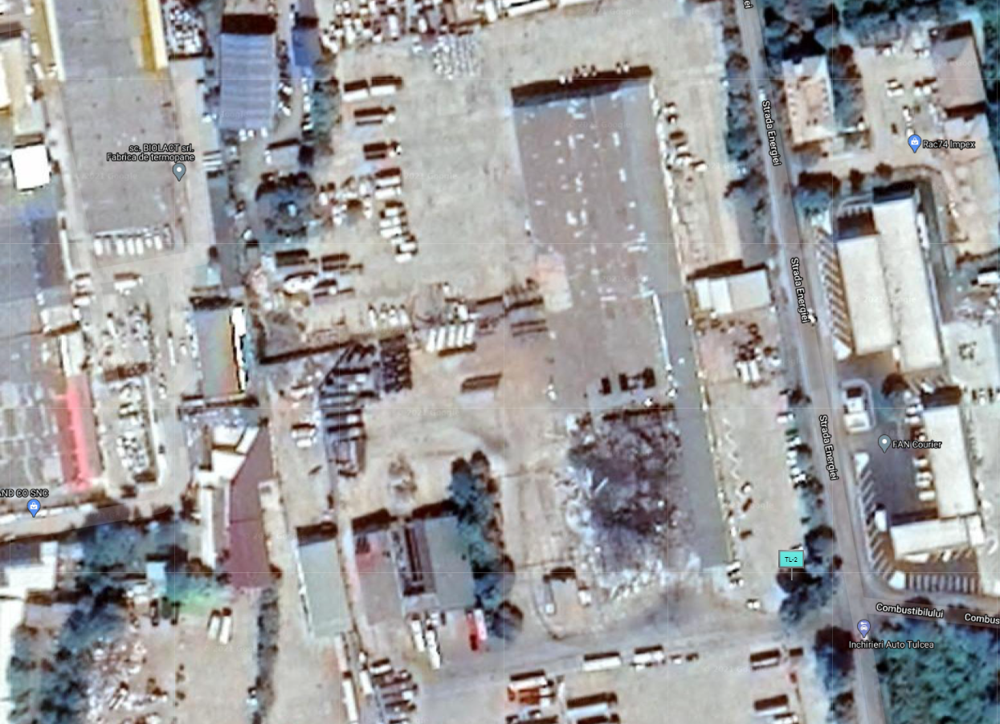 ei
Strada Energiei
sc. BIOLACT srl.
Fabrica de termopane
Rac74 Impex
Strada Energiei
Strada Energiei
FAN Courier
AND CO SNC
TL-2
Combustibilului
Combus
Inchirieri Auto Tulcea